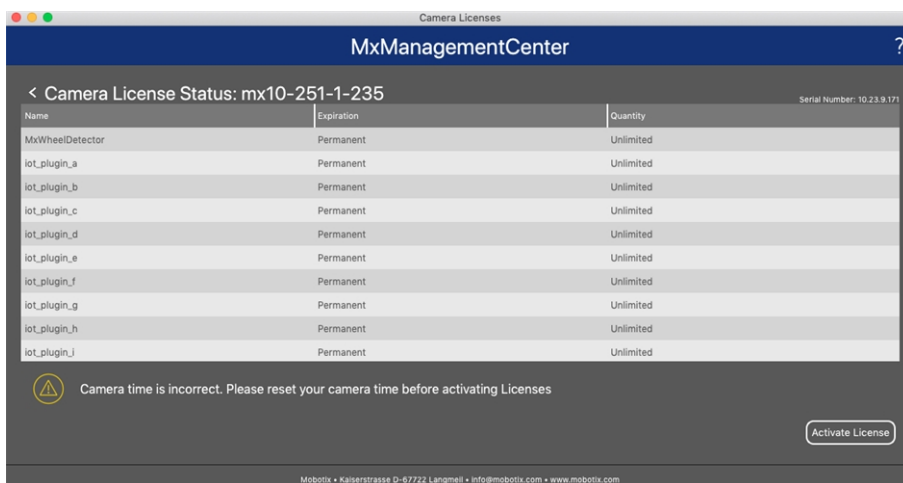 Camera Licenses
MxManagementCenter ?
< Camera License Status: mx10-251-1-235
Serial Number: 10.23.9.171
Name Expiration Quantity
MxWheelDetector Permanent Unlimited
iot_plugin_a Permanent Unlimited
iot_plugin_b Permanent Unlimited
iot_plugin_c Permanent Unlimited
iot_plugin_d Permanent Unlimited
iot_plugin_e Permanent Unlimited
iot_plugin_f Permanent Unlimited
iot_plugin_g Permanent Unlimited
iot_plugin_h Permanent Unlimited
iot_plugin_i Permanent Unlimited
Camera time is incorrect. Please reset your camera time before activating Licenses
Activate License
Mobotix • Kaiserstrasse D-67722 Langmeil • info@mobotix.com • www.mobotix.com